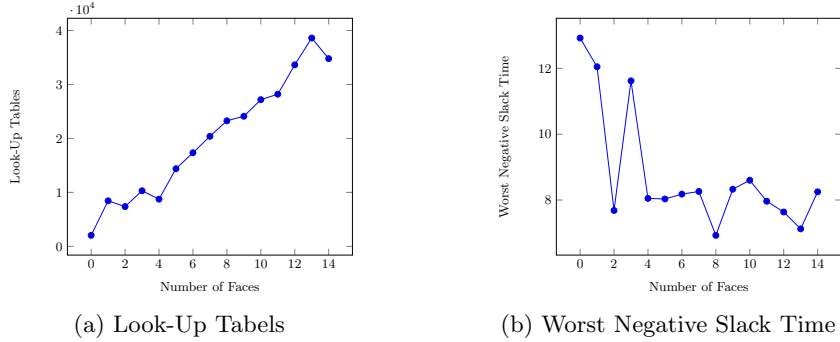 ·10⁴
4
3
2
1
0
Look-Up Tables
0 2 4 6 8 10 12 14
Number of Faces
(a) Look-Up Tabels
12
10
8
Worst Negative Slack Time
0 2 4 6 8 10 12 14
Number of Faces
(b) Worst Negative Slack Time